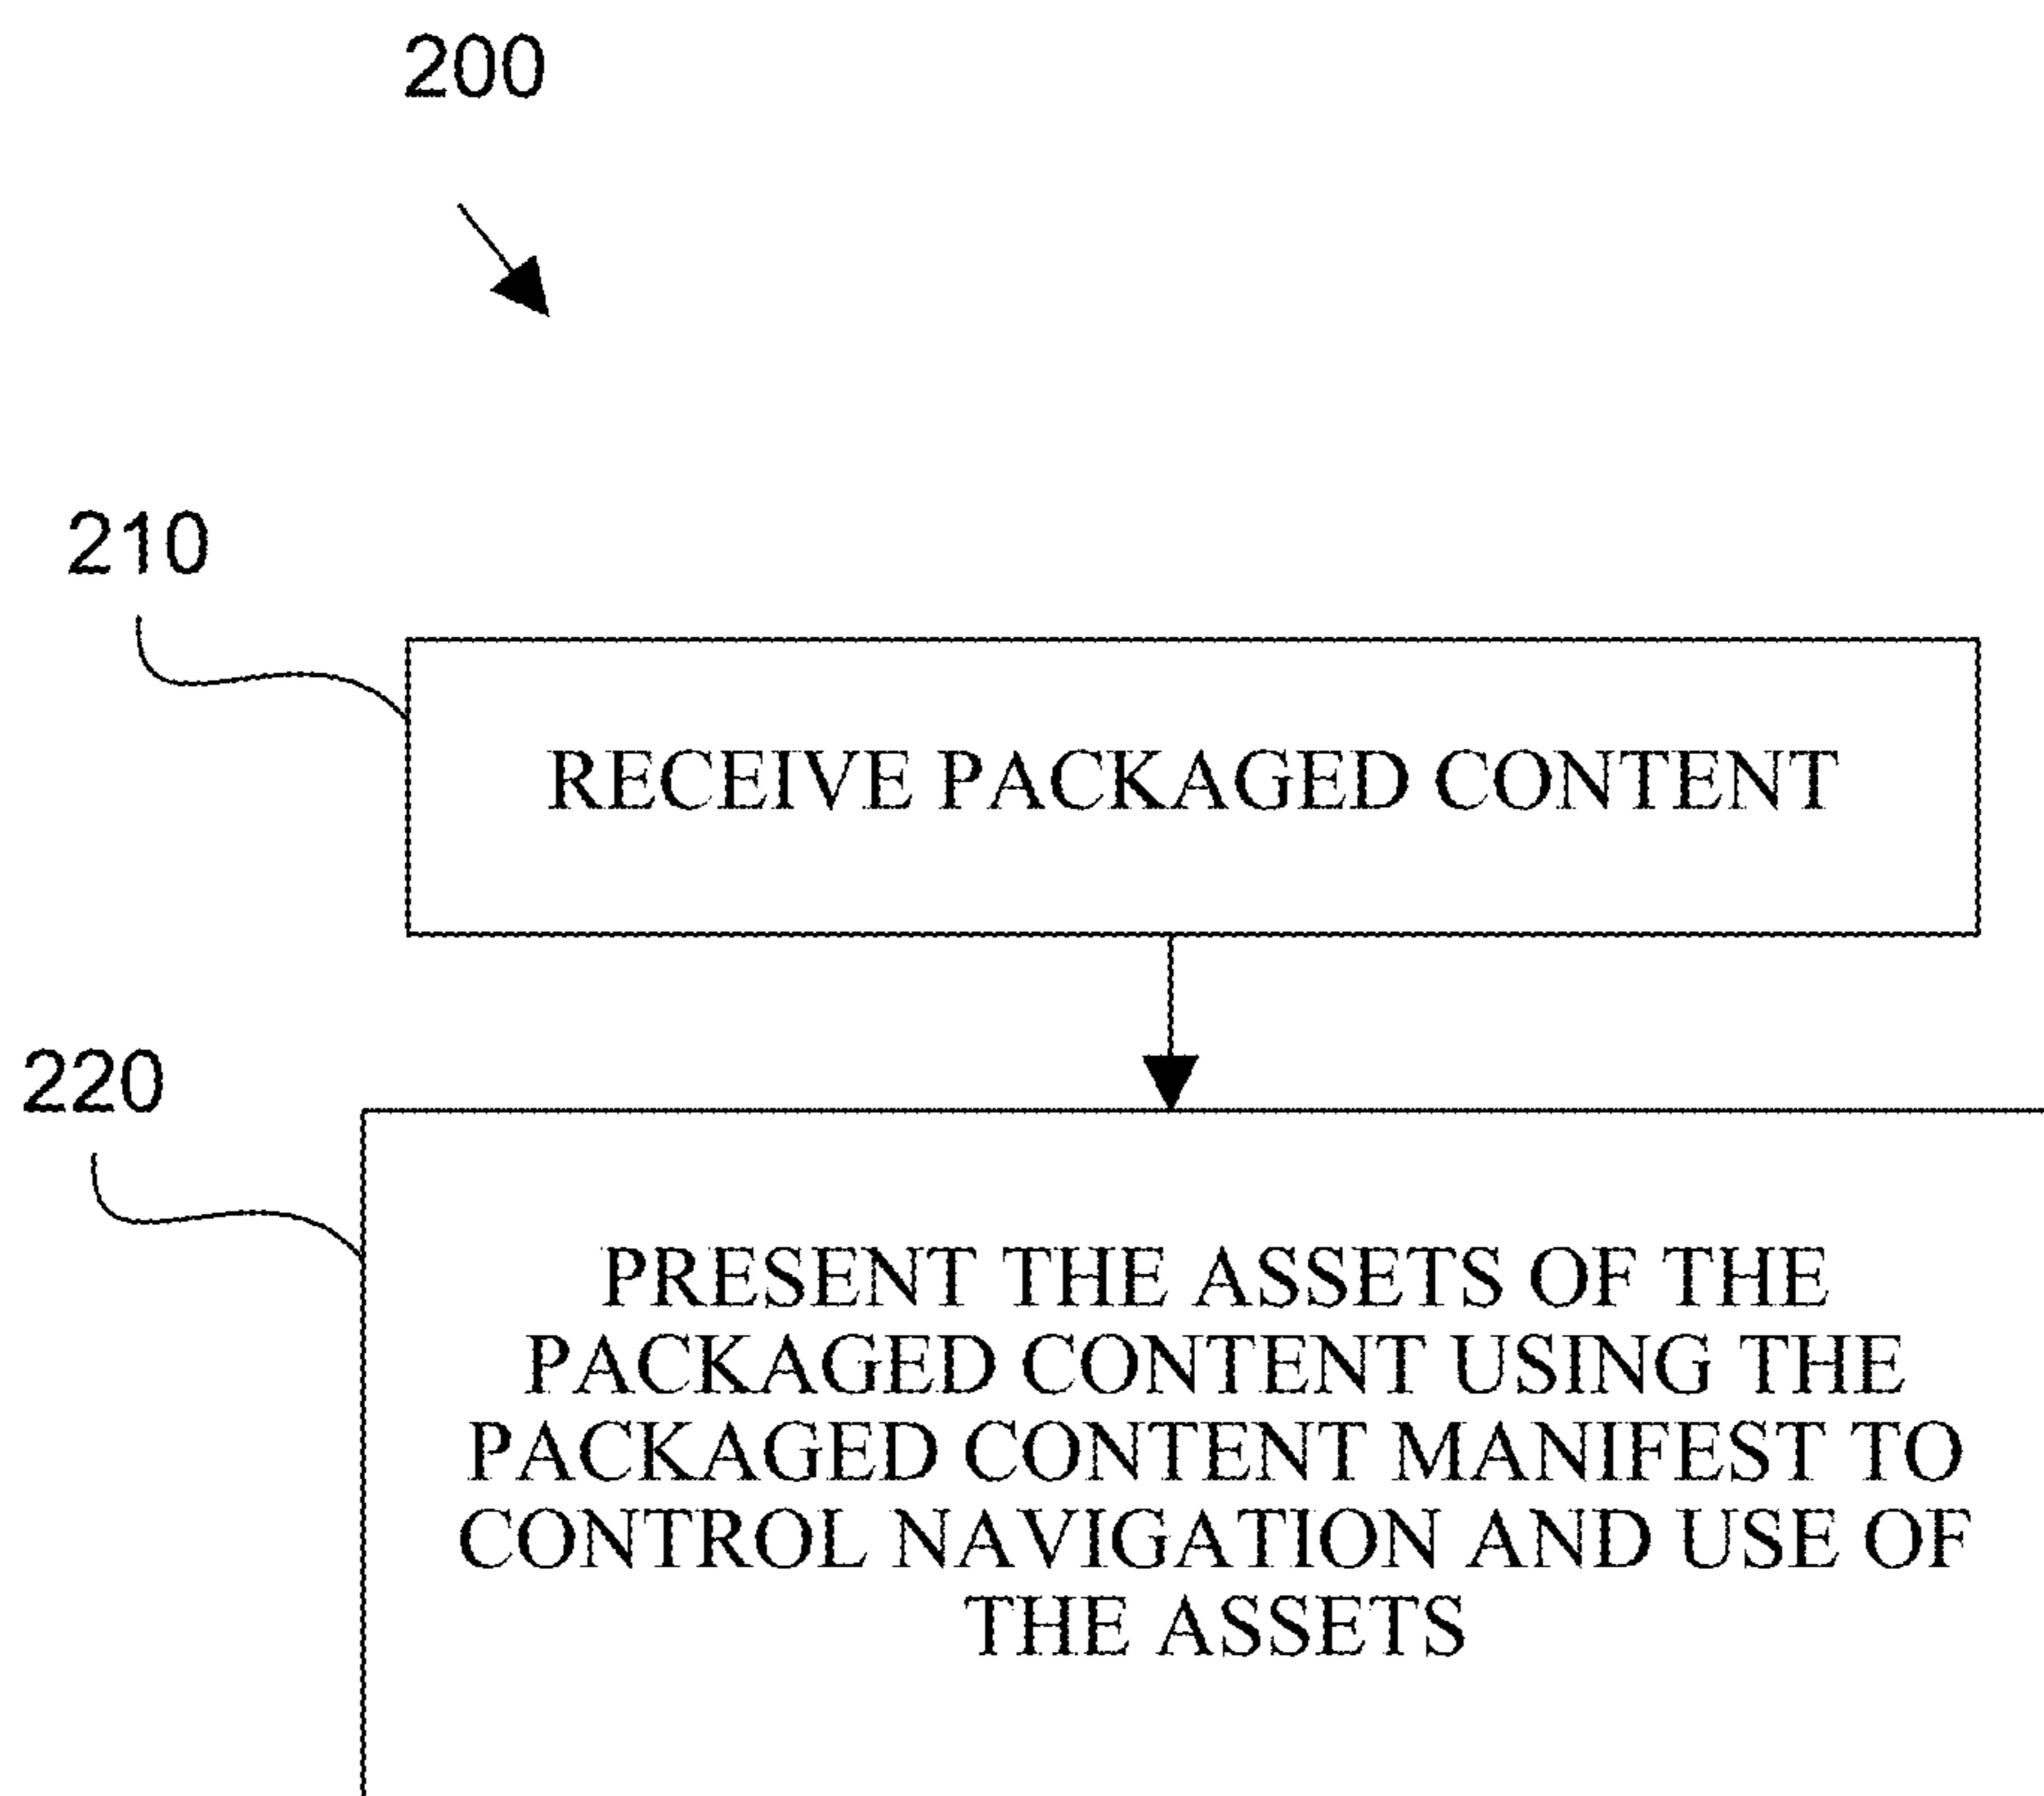 200
210
RECEIVE PACKAGED CONTENT
220
PRESENT THE ASSETS OF THE
PACKAGED CONTENT USING THE
PACKAGED CONTENT MANIFEST TO
CONTROL NAVIGATION AND USE OF
THE ASSETS